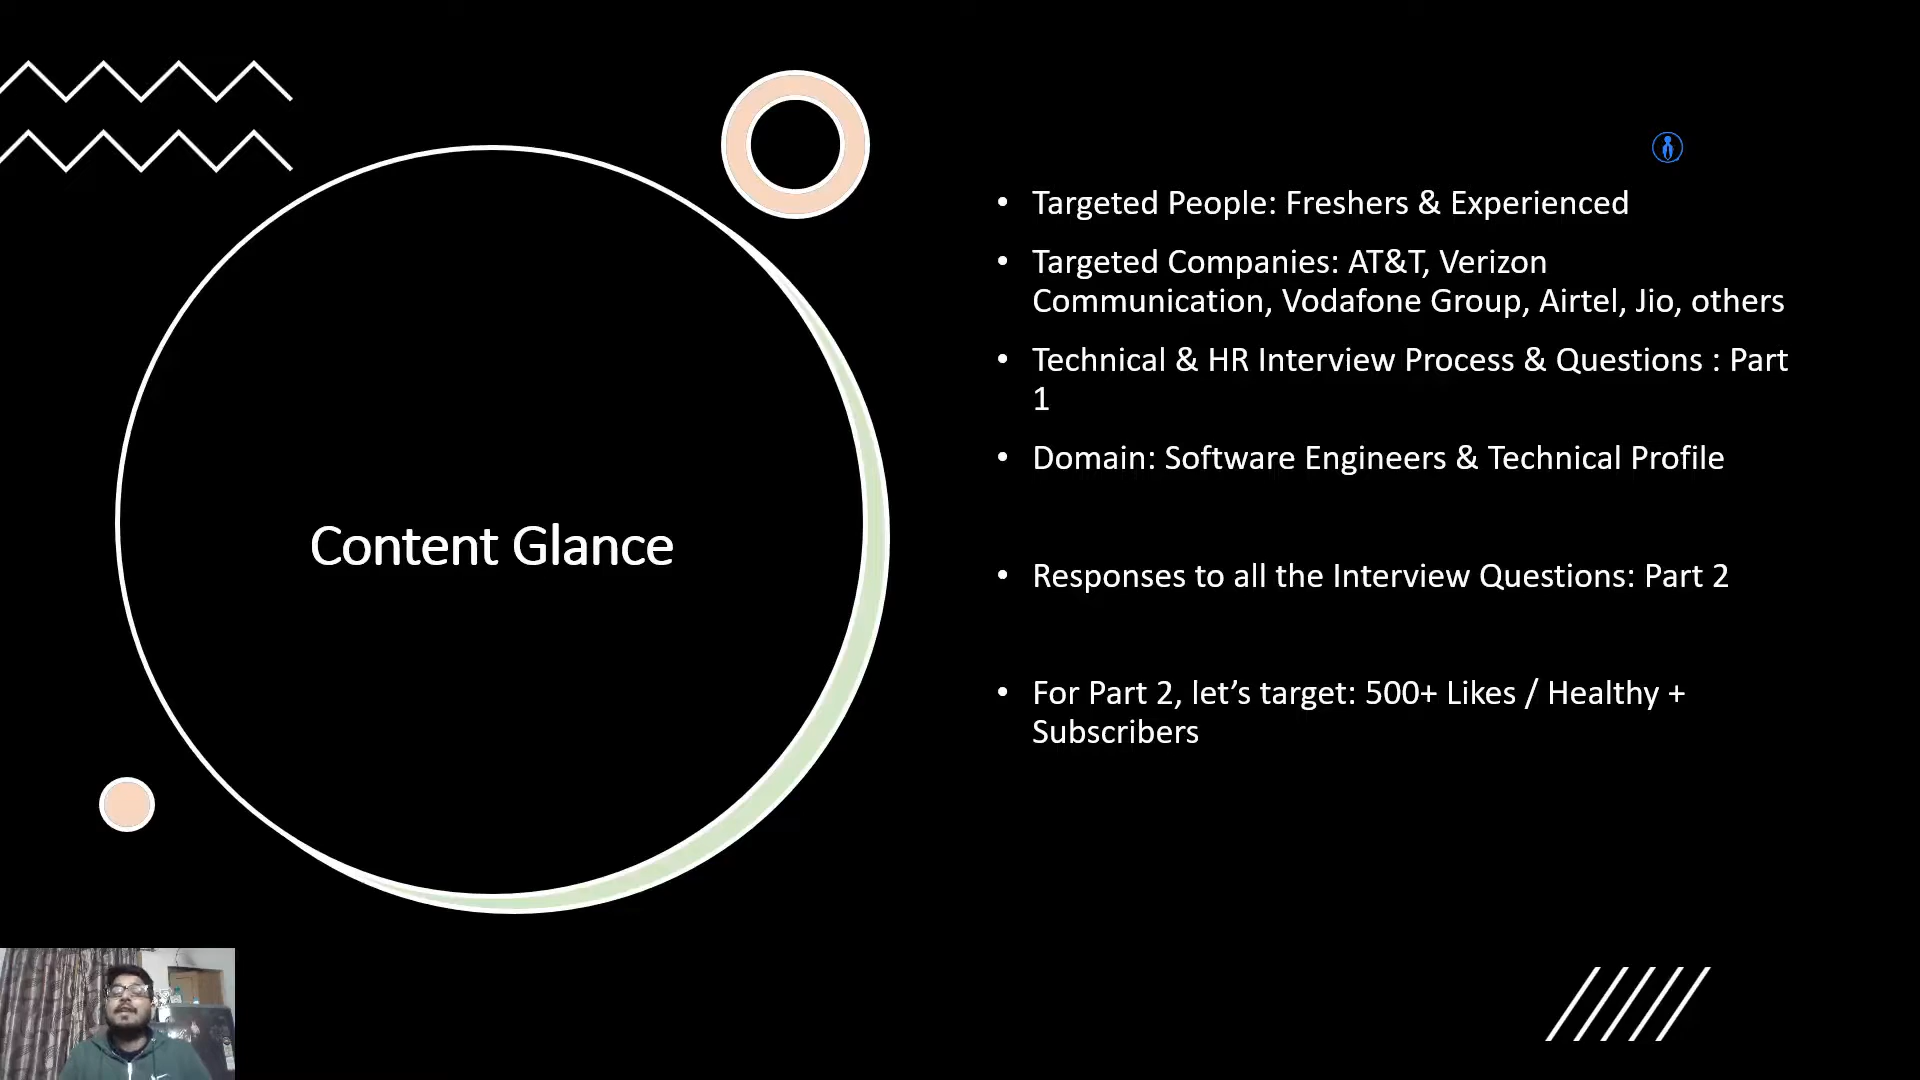 Content Glance
• Targeted People: Freshers & Experienced
• Targeted Companies: AT&T, Verizon
Communication, Vodafone Group, Airtel, Jio, others
• Technical & HR Interview Process & Questions : Part
1
• Domain: Software Engineers & Technical Profile
• Responses to all the Interview Questions: Part 2
• For Part 2, let’s target: 500+ Likes / Healthy +
Subscribers